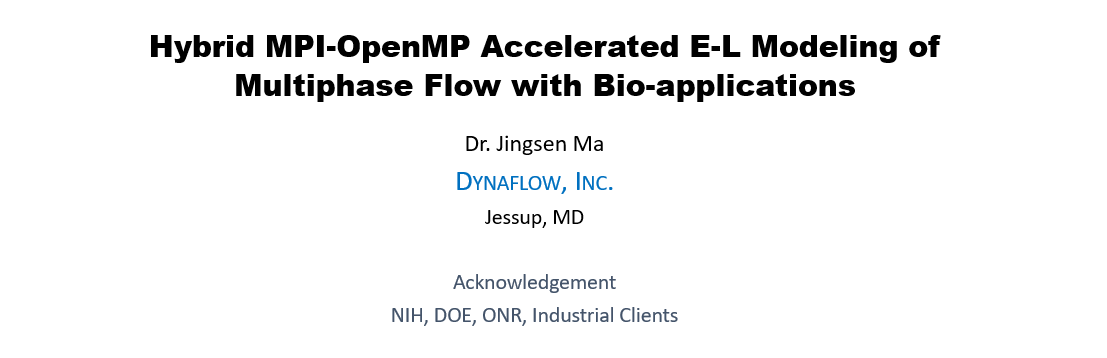 Hybrid MPI-OpenMP Accelerated E-L Modeling of
Multiphase Flow with Bio-applications
Dr. Jingsen Ma
DYNAFLOW, INC.
Jessup, MD
Acknowledgement
NIH, DOE, ONR, Industrial Clients